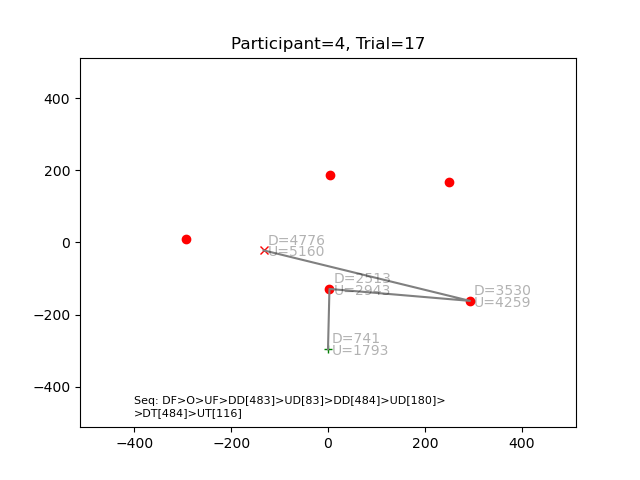 Participant=4, Trial=17
400
200
0
−200
−400
D=4776
U=5160
D=2513
U=2943
D=3530
U=4259
D=741
U=1793
Seq: DF>O>UF>DD[483]>UD[83]>DD[484]>UD[180]>
>DT[484]>UT[116]
−400 −200 0 200 400